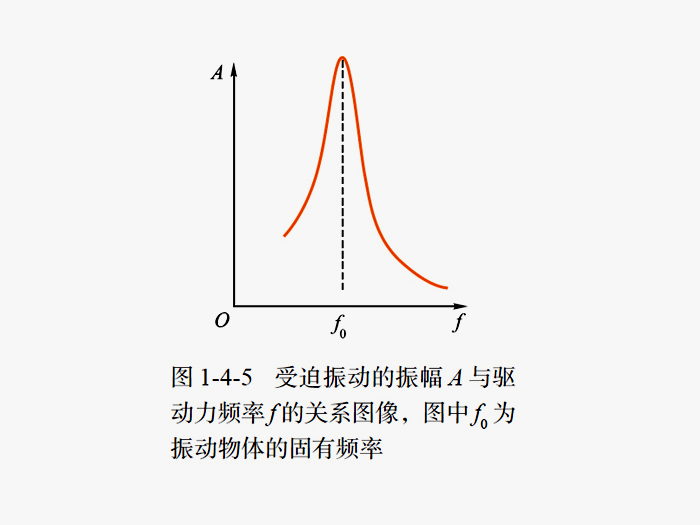 A
O
f₀
f
图 1-4-5 受迫振动的振幅 A 与驱
动力频率 f 的关系图像，图中 f₀ 为
振动物体的固有频率